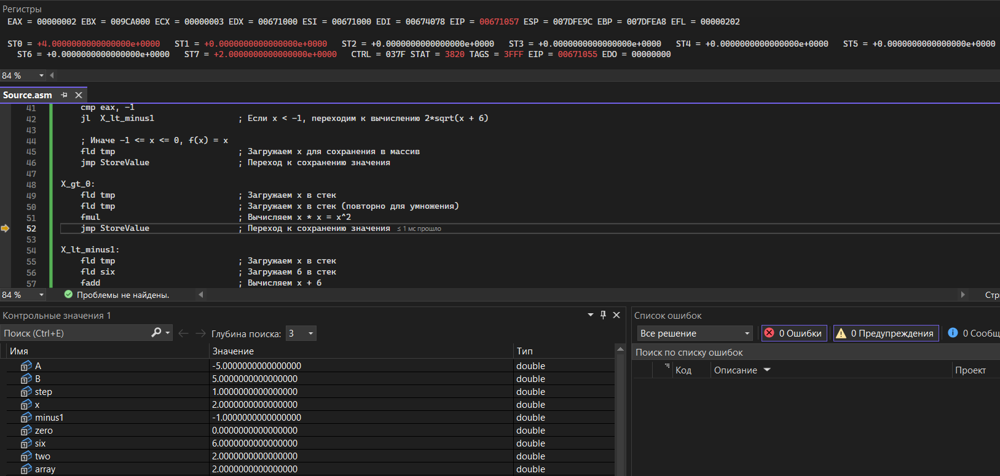 Регистры
EAX = 00000002 EBX = 009CA000 ECX = 00000003 EDX = 00671000 ESI = 00671000 EDI = 00674078 EIP = 00671057 ESP = 007DFE9C EBP = 007DFEA8 EFL = 00000202
ST0 = +4.0000000000000000e+0000 ST1 = +0.0000000000000000e+0000 ST2 = +0.0000000000000000e+0000 ST3 = +0.0000000000000000e+0000 ST4 = +0.0000000000000000e+0000 ST5 = +0.0000000000000000e+0000
ST6 = +0.0000000000000000e+0000 ST7 = +2.0000000000000000e+0000 CTRL = 037F STAT = 3820 TAGS = 3FFF EIP = 00671055 EDO = 00000000
84 %
Source.asm
41 cmp eax, -1
42 jl X_lt_minus1 ; Если x < -1, переходим к вычислению 2*sqrt(x + 6)
43
44 ; Иначе -1 <= x <= 0, f(x) = x
45 fld tmp ; Загружаем x для сохранения в массив
46 jmp StoreValue ; Переход к сохранению значения
47
48 X_gt_0:
49 fld tmp ; Загружаем x в стек
50 fld tmp ; Загружаем x в стек (повторно для умножения)
51 fmul ; Вычисляем x * x = x^2
52 jmp StoreValue ; Переход к сохранению значения ≤ 1 мс прошло
53
54 X_lt_minus1:
55 fld tmp ; Загружаем x в стек
56 fld six ; Загружаем 6 в стек
57 fadd ; Вычисляем x + 6
84 % Проблемы не найдены. Стр
Контрольные значения 1
Поиск (Ctrl+E) Глубина поиска: 3
Имя Значение Тип
A -5.0000000000000000 double
B 5.0000000000000000 double
step 1.0000000000000000 double
x 2.0000000000000000 double
minus1 -1.0000000000000000 double
zero 0.0000000000000000 double
six 6.0000000000000000 double
two 2.0000000000000000 double
array 2.0000000000000000 double
Список ошибок
Все решение 0 Ошибки 0 Предупреждения 0 Сообщ
Поиск по списку ошибок
Код Описание Проект